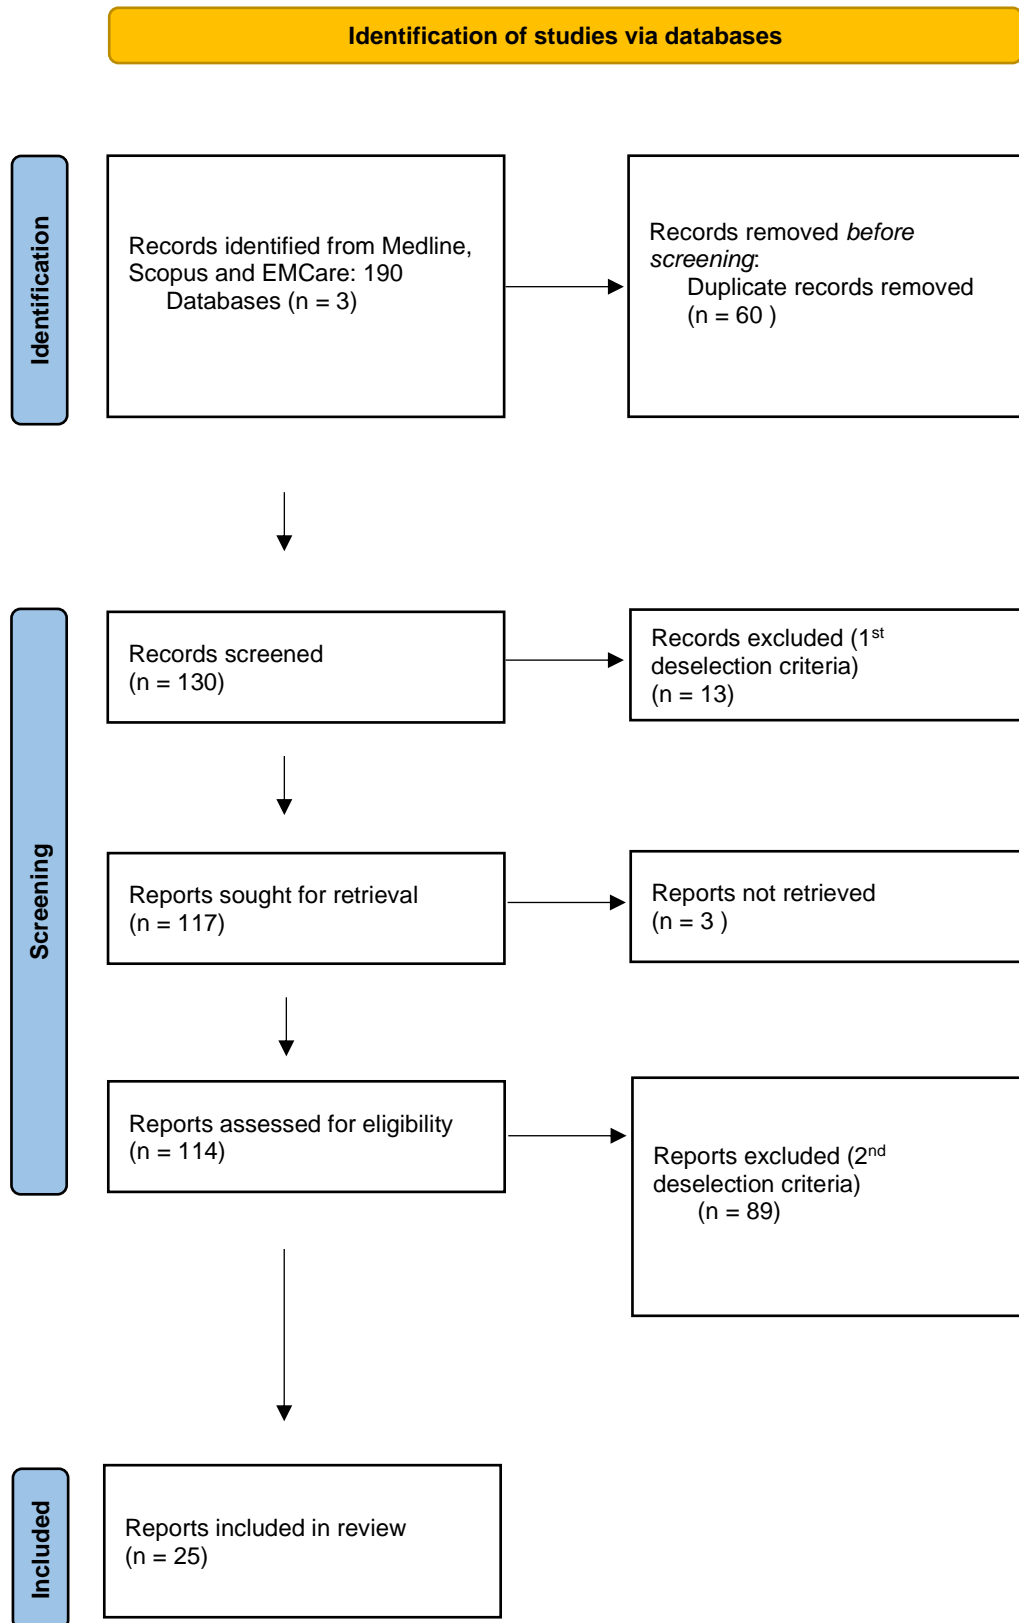 Identification of studies via databases
Identification
Records identified from Medline,
Scopus and EMCare: 190
Databases (n = 3)
Records removed before
screening:
Duplicate records removed
(n = 60 )
Screening
Records screened
(n = 130)
Records excluded (1st
deselection criteria)
(n = 13)
Reports sought for retrieval
(n = 117)
Reports not retrieved
(n = 3 )
Reports assessed for eligibility
(n = 114)
Reports excluded (2nd
deselection criteria)
(n = 89)
Included
Reports included in review
(n = 25)